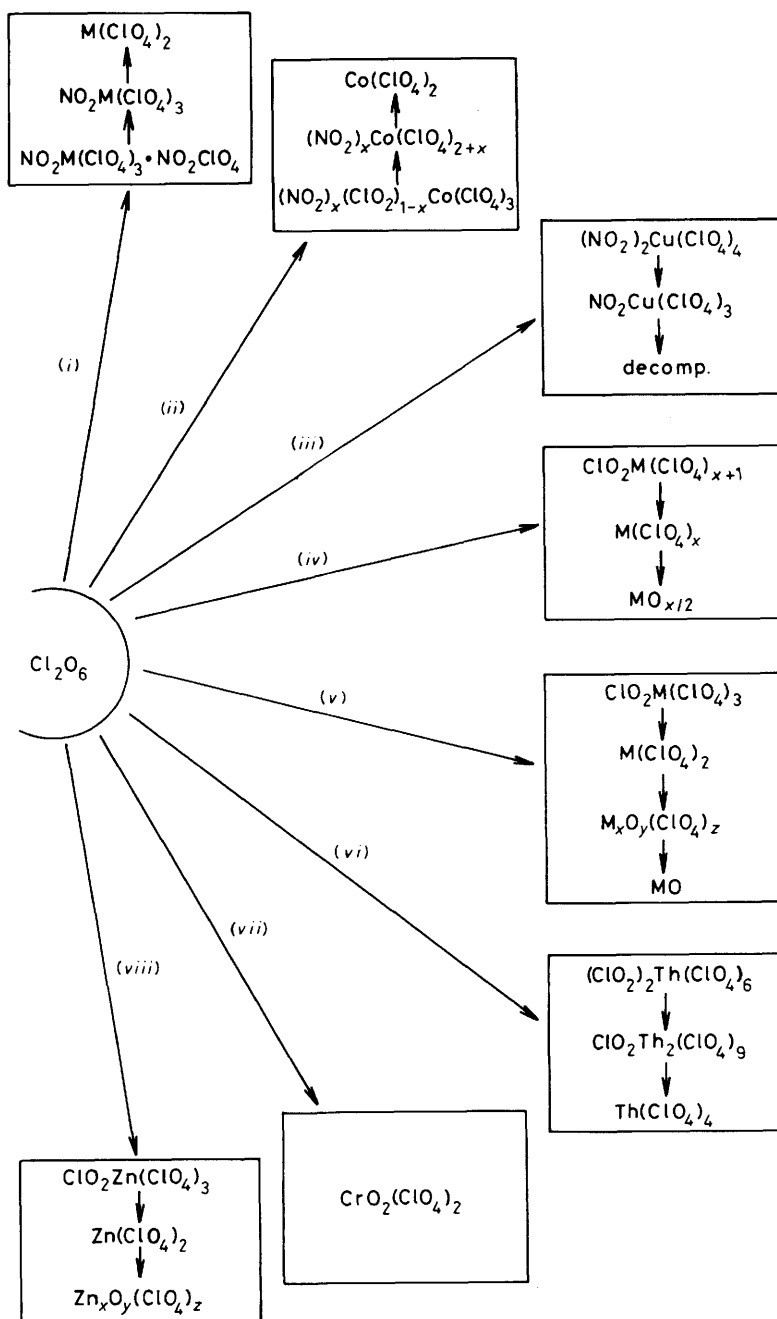 M(ClO₄)₂
NO₂M(ClO₄)₃
NO₂M(ClO₄)₃·NO₂ClO₄
Co(ClO₄)₂
(NO₂)ₓCo(ClO₄)₂₊ₓ
(NO₂)ₓ(ClO₂)₁₋ₓCo(ClO₄)₃
(NO₂)₂Cu(ClO₄)₄
NO₂Cu(ClO₄)₃
decomp.
(i)
(ii)
(iii)
ClO₂M(ClO₄)ₓ₊₁
M(ClO₄)ₓ
MOₓ/₂
(iv)
Cl₂O₆
(v)
ClO₂M(ClO₄)₃
M(ClO₄)₂
MₓOᵧ(ClO₄)z
MO
(vi)
(vii)
(viii)
(ClO₂)₂Th(ClO₄)₆
ClO₂Th₂(ClO₄)₉
Th(ClO₄)₄
CrO₂(ClO₄)₂
ClO₂Zn(ClO₄)₃
Zn(ClO₄)₂
ZnₓOᵧ(ClO₄)z